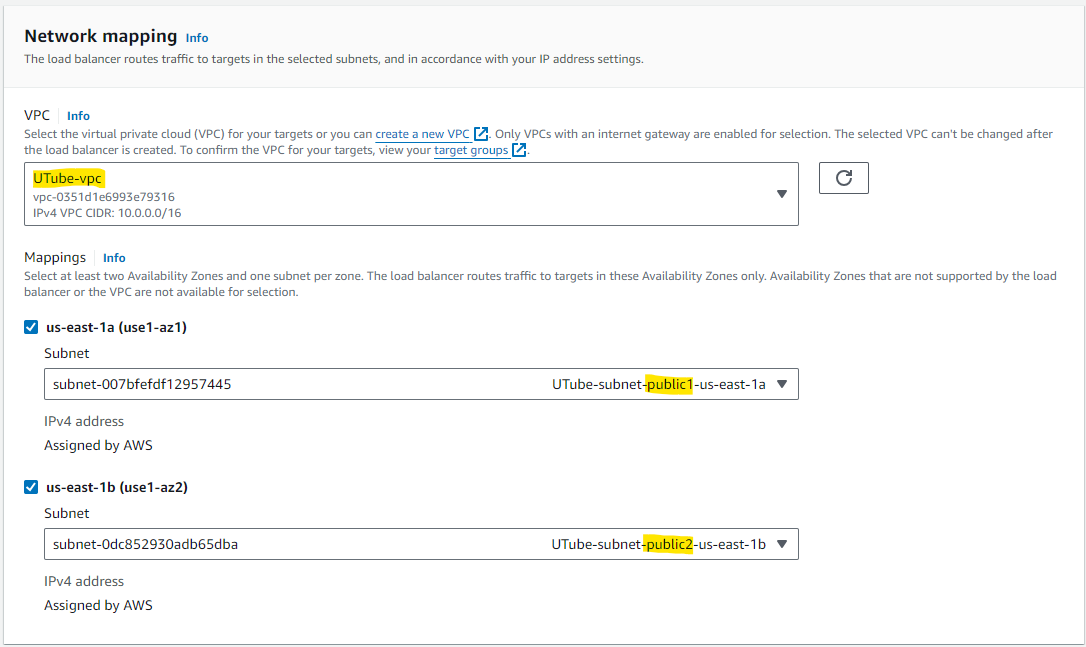 Network mapping Info
The load balancer routes traffic to targets in the selected subnets, and in accordance with your IP address settings.
VPC Info
Select the virtual private cloud (VPC) for your targets or you can create a new VPC. Only VPCs with an internet gateway are enabled for selection. The selected VPC can't be changed after
the load balancer is created. To confirm the VPC for your targets, view your target groups.
UTube-vpc
vpc-0351d1e6993e79316
IPv4 VPC CIDR: 10.0.0.0/16
Mappings Info
Select at least two Availability Zones and one subnet per zone. The load balancer routes traffic to targets in these Availability Zones only. Availability Zones that are not supported by the load
balancer or the VPC are not available for selection.
us-east-1a (use1-az1)
Subnet
subnet-007bfefdf12957445 UTube-subnet-public1-us-east-1a
IPv4 address
Assigned by AWS
us-east-1b (use1-az2)
Subnet
subnet-0dc852930adb65dba UTube-subnet-public2-us-east-1b
IPv4 address
Assigned by AWS